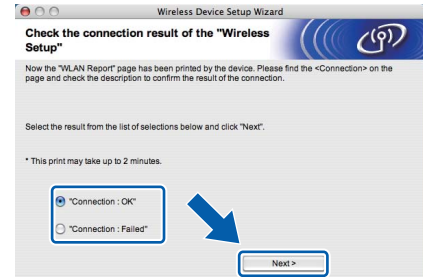 Wireless Device Setup Wizard
Check the connection result of the "Wireless
Setup"
Now the "WLAN Report" page has been printed by the device. Please find the <Connection> on the
page and check the description to confirm the result of the connection.
Select the result from the list of selections below and click "Next".
* This print may take up to 2 minutes.
"Connection : OK"
"Connection : Failed"
Next >